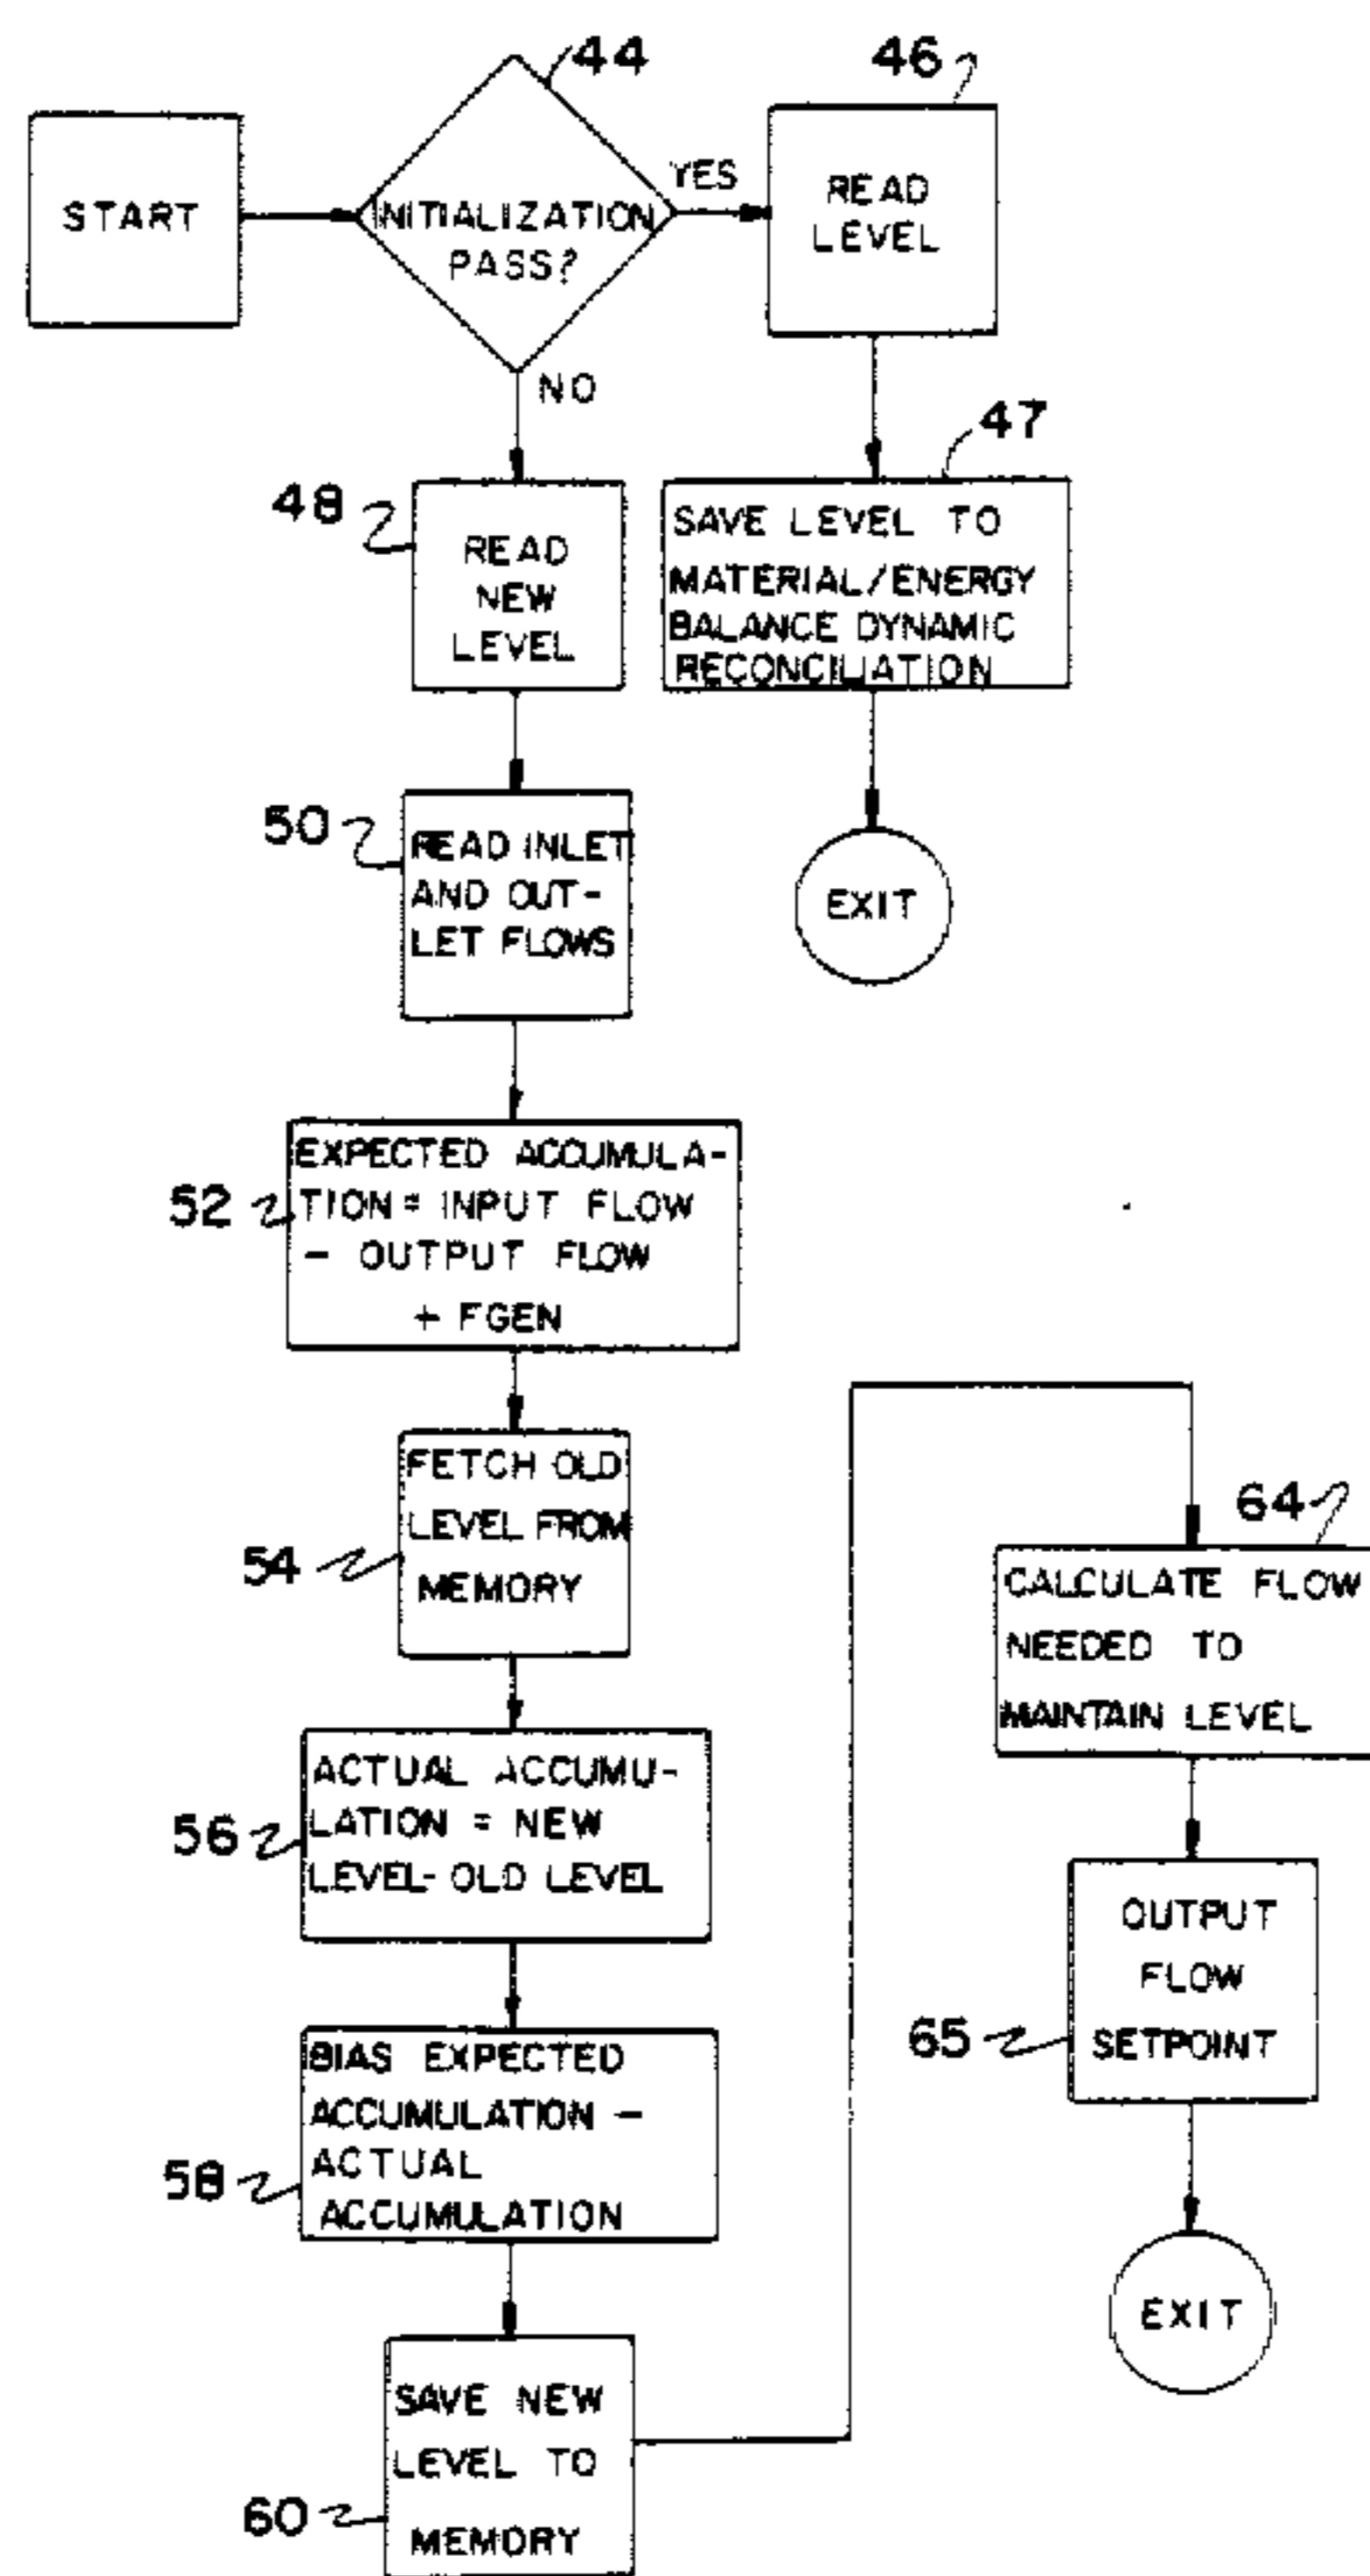 START
44
INITIALIZATION
PASS?
YES
NO
46
READ
LEVEL
47
SAVE LEVEL TO
MATERIAL/ENERGY
BALANCE DYNAMIC
RECONCILIATION
EXIT
48
READ
NEW
LEVEL
50
READ INLET
AND OUT-
LET FLOWS
52
EXPECTED ACCUMULA-
TION = INPUT FLOW
- OUTPUT FLOW
+ FGEN
54
FETCH OLD
LEVEL FROM
MEMORY
56
ACTUAL ACCUMU-
LATION = NEW
LEVEL-OLD LEVEL
58
BIAS EXPECTED
ACCUMULATION -
ACTUAL
ACCUMULATION
60
SAVE NEW
LEVEL TO
MEMORY
64
CALCULATE FLOW
NEEDED TO
MAINTAIN LEVEL
65
OUTPUT
FLOW
SETPOINT
EXIT